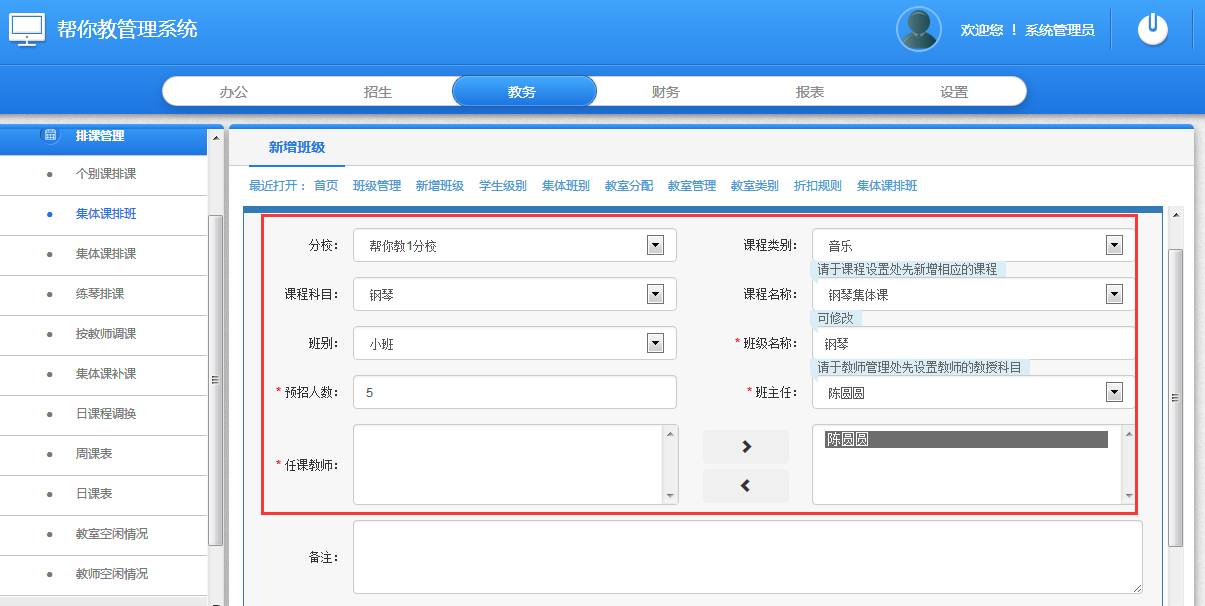 帮你教管理系统
欢迎您 ！ 系统管理员
办公 招生 教务 财务 报表 设置
排课管理
个别课排课
集体课排班
集体课排课
练琴排课
按教师调课
集体课补课
日课程调换
周课表
日课表
教室空闲情况
教师空闲情况
新增班级
最近打开： 首页 班级管理 新增班级 学生级别 集体班别 教室分配 教室管理 教室类别 折扣规则 集体课排班
分校： 帮你教1分校 课程类别： 音乐
请于课程设置处先新增相应的课程
课程科目： 钢琴 课程名称： 钢琴集体课
可修改
班别： 小班 * 班级名称： 钢琴
请于教师管理处先设置教师的教授科目
* 预招人数： 5 * 班主任： 陈圆圆
* 任课教师： 陈圆圆
备注：